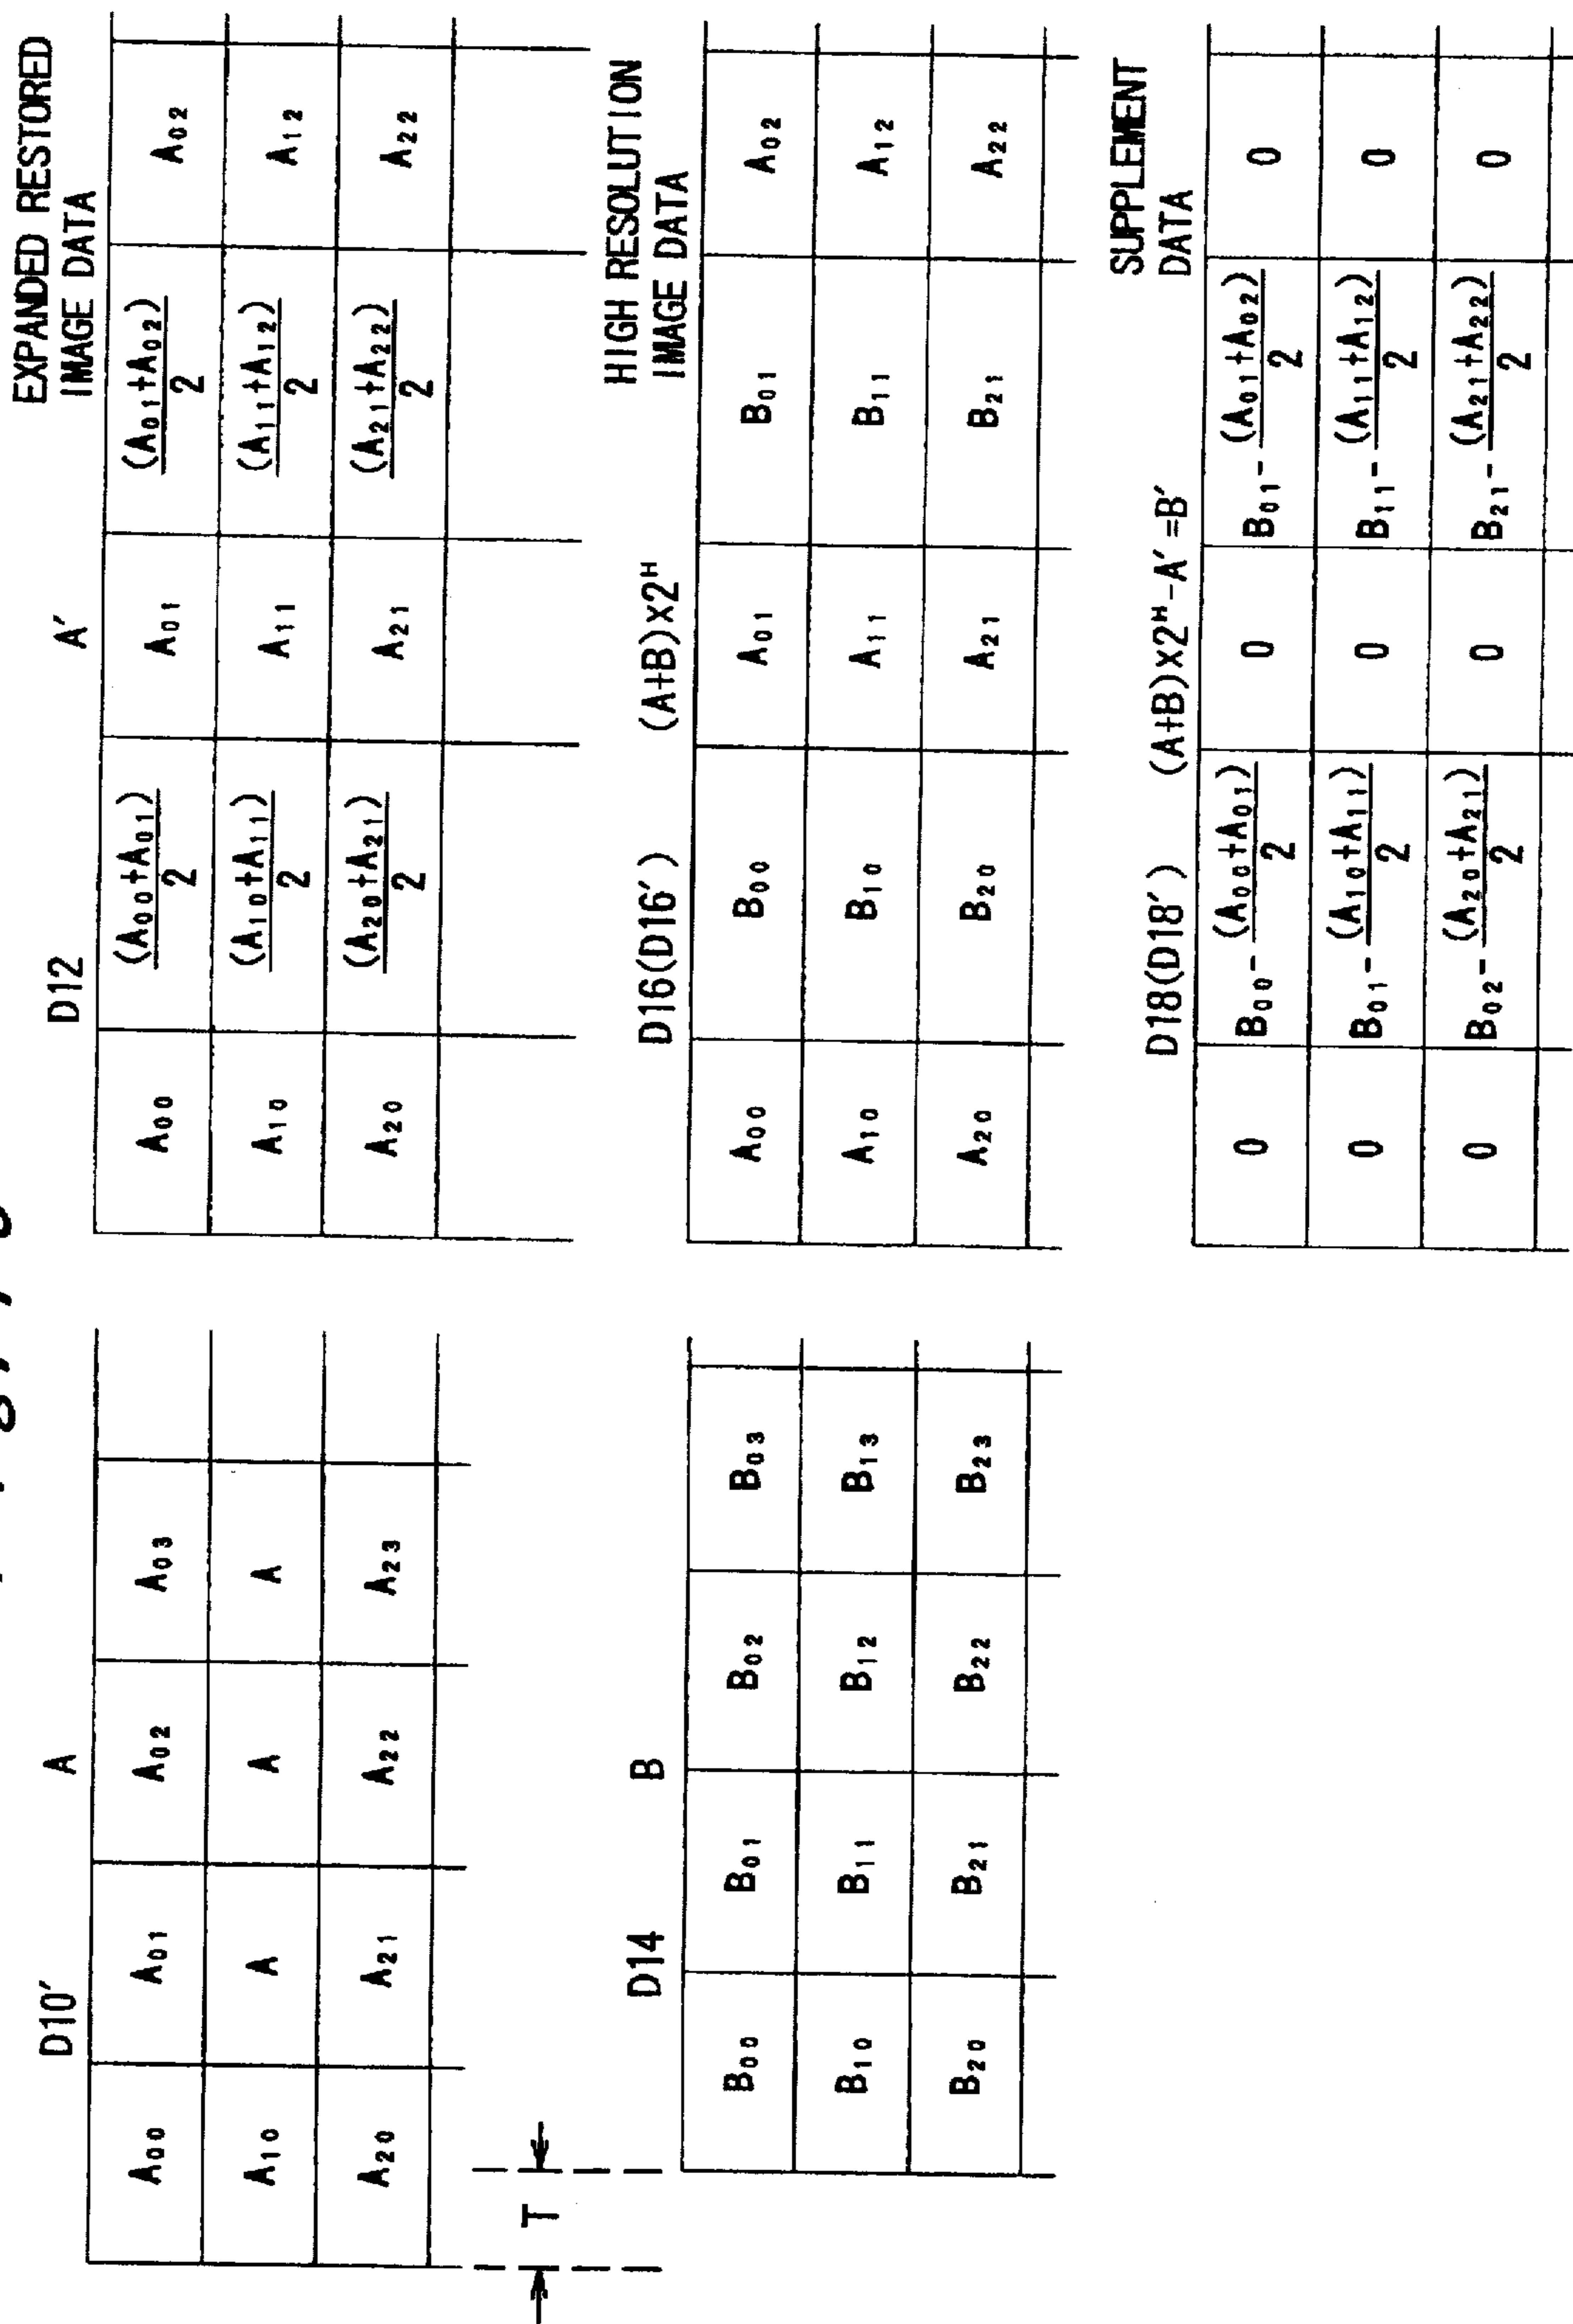 D10′ A
A₀₀ A₀₁ A₀₂ A₀₃
A₁₀ A A A
A₂₀ A₂₁ A₂₂ A₂₃
T
D14 B
B₀₀ B₀₁ B₀₂ B₀₃
B₁₀ B₁₁ B₁₂ B₁₃
B₂₀ B₂₁ B₂₂ B₂₃
EXPANDED RESTORED
D12 A′ IMAGE DATA
A₀₀ (A₀₀+A₀₁)/2 A₀₁ (A₀₁+A₀₂)/2 A₀₂
A₁₀ (A₁₀+A₁₁)/2 A₁₁ (A₁₁+A₁₂)/2 A₁₂
A₂₀ (A₂₀+A₂₁)/2 A₂₁ (A₂₁+A₂₂)/2 A₂₂
HIGH RESOLUTION
D16(D16′) (A+B)x2ᴴ IMAGE DATA
A₀₀ B₀₀ A₀₁ B₀₁ A₀₂
A₁₀ B₁₀ A₁₁ B₁₁ A₁₂
A₂₀ B₂₀ A₂₁ B₂₁ A₂₂
SUPPLEMENT
D18(D18′) (A+B)x2ᴴ-A′=B′ DATA
0 B₀₀-(A₀₀+A₀₁)/2 0 B₀₁-(A₀₁+A₀₂)/2 0
0 B₀₁-(A₁₀+A₁₁)/2 0 B₁₁-(A₁₁+A₁₂)/2 0
0 B₀₂-(A₂₀+A₂₁)/2 0 B₂₁-(A₂₁+A₂₂)/2 0